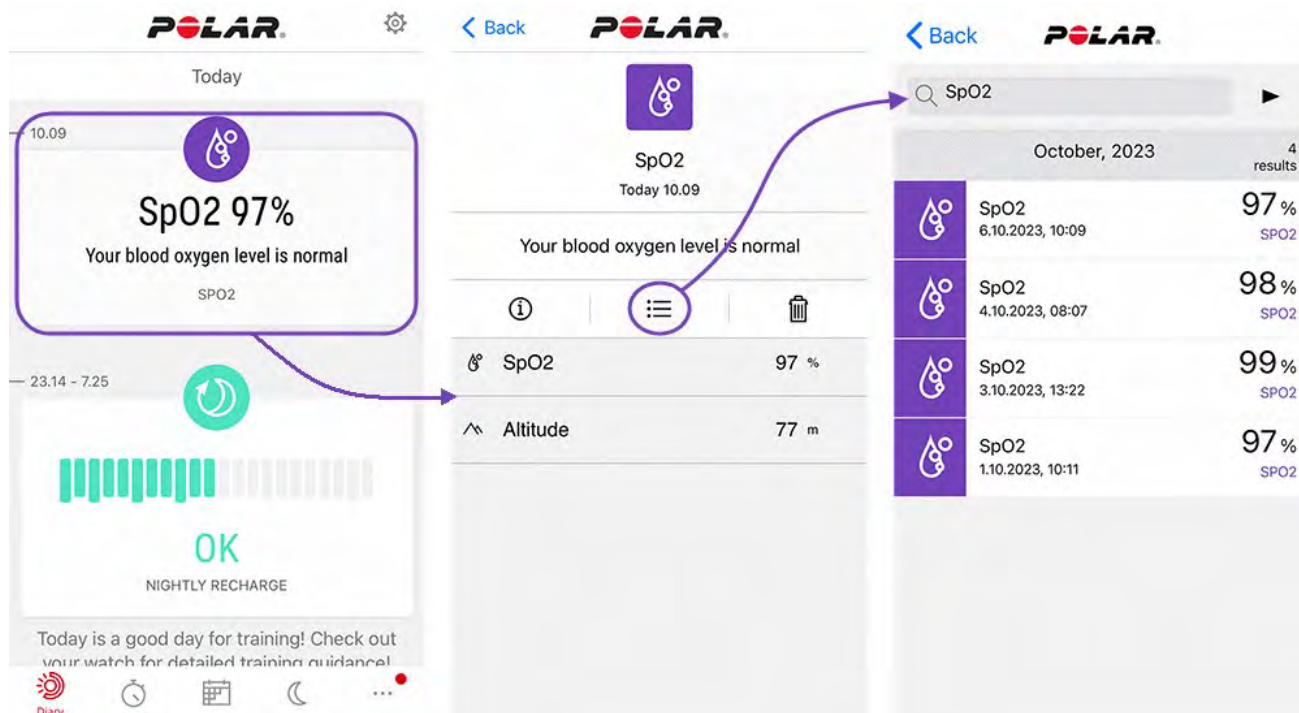 POLAR.
Today
10.09
SpO2 97%
Your blood oxygen level is normal
SPO2
23.14 - 7.25
OK
NIGHTLY RECHARGE
Today is a good day for training! Check out
your watch for detailed training guidance!
Diary
Back
POLAR.
SpO2
Today 10.09
Your blood oxygen level is normal
SpO2 97 %
Altitude 77 m
Back
POLAR.
SpO2
October, 2023 4
results
SpO2 97 %
6.10.2023, 10:09 SPO2
SpO2 98 %
4.10.2023, 08:07 SPO2
SpO2 99 %
3.10.2023, 13:22 SPO2
SpO2 97 %
1.10.2023, 10:11 SPO2